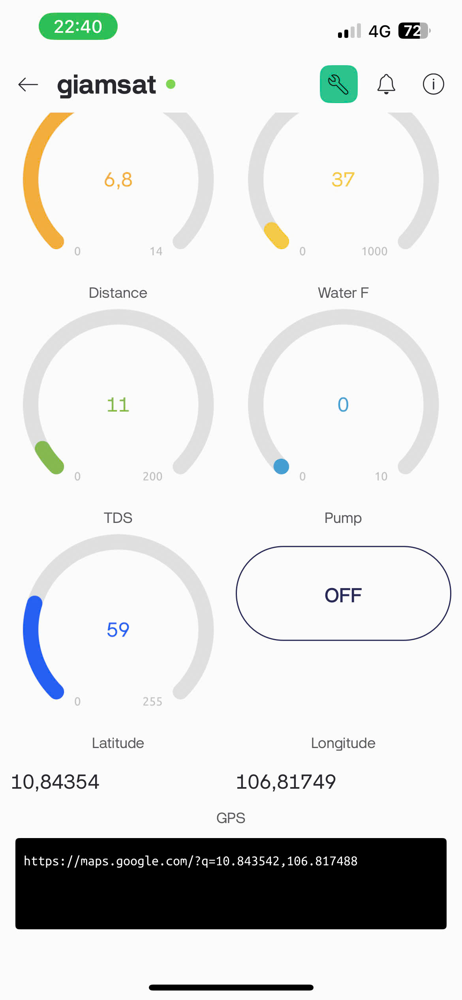 22:40 4G 72
giamsat
6,8 37
0 14 0 1000
Distance Water F
11 0
0 200 0 10
TDS Pump
OFF
59
0 255
Latitude Longitude
10,84354 106,81749
GPS
https://maps.google.com/?q=10.843542,106.817488